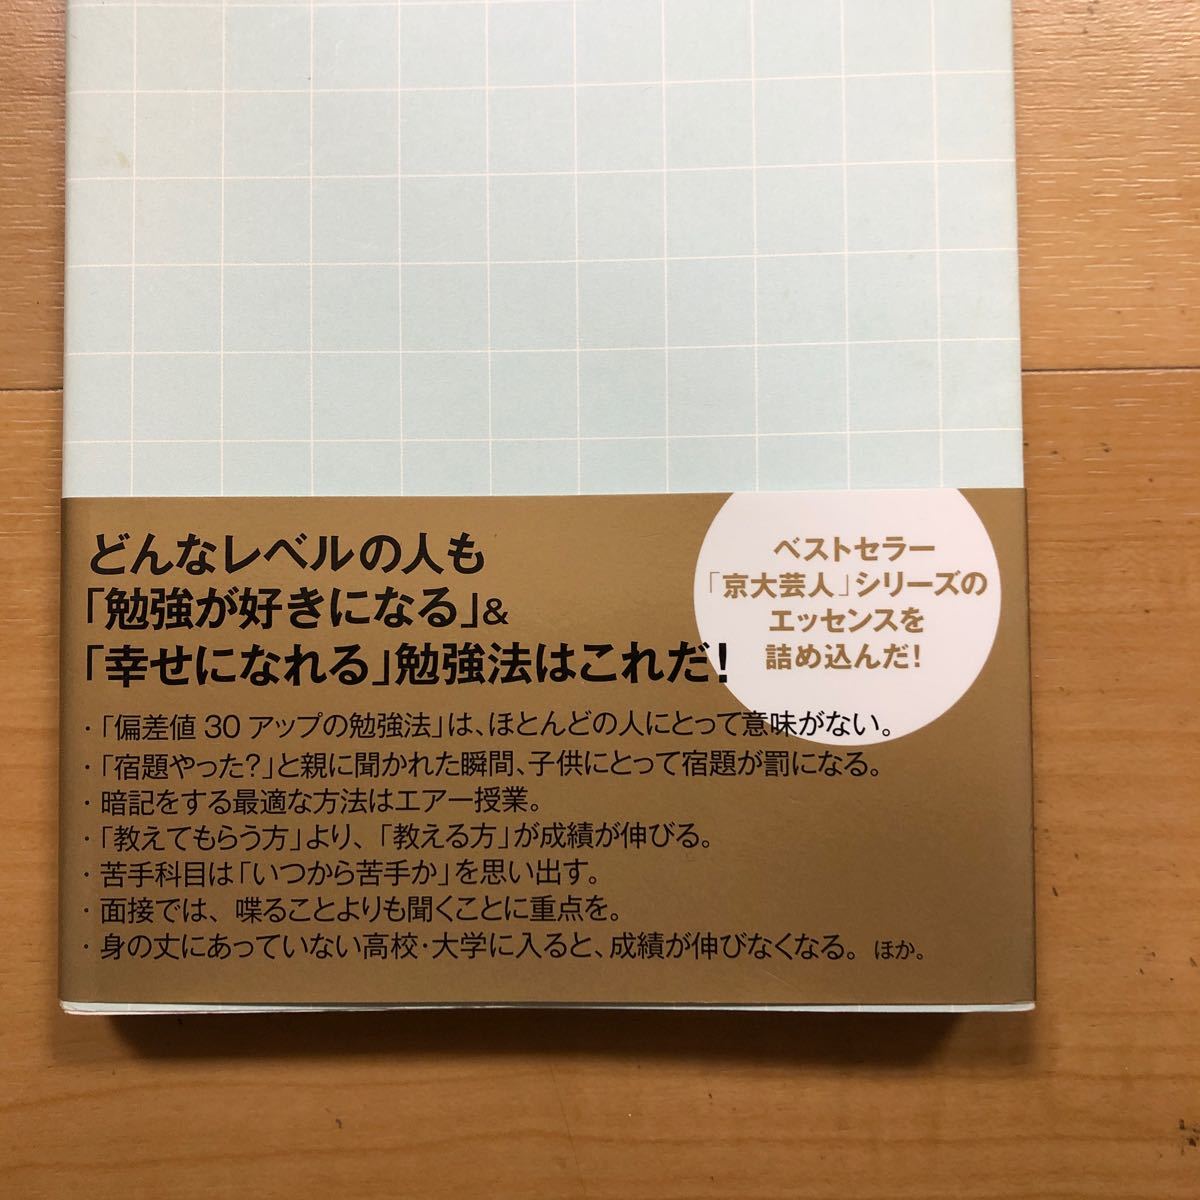 どんなレベルの人も
「勉強が好きになる」&
「幸せになれる」勉強法はこれだ!
ベストセラー
「京大芸人」シリーズの
エッセンスを
詰め込んだ!
・「偏差値30アップの勉強法」は、ほとんどの人にとって意味がない。
・「宿題やった?」と親に聞かれた瞬間、子供にとって宿題が罰になる。
・暗記をする最適な方法はエアー授業。
・「教えてもらう方」より、「教える方」が成績が伸びる。
・苦手科目は「いつから苦手か」を思い出す。
・面接では、喋ることよりも聞くことに重点を。
・身の丈にあっていない高校・大学に入ると、成績が伸びなくなる。 ほか。